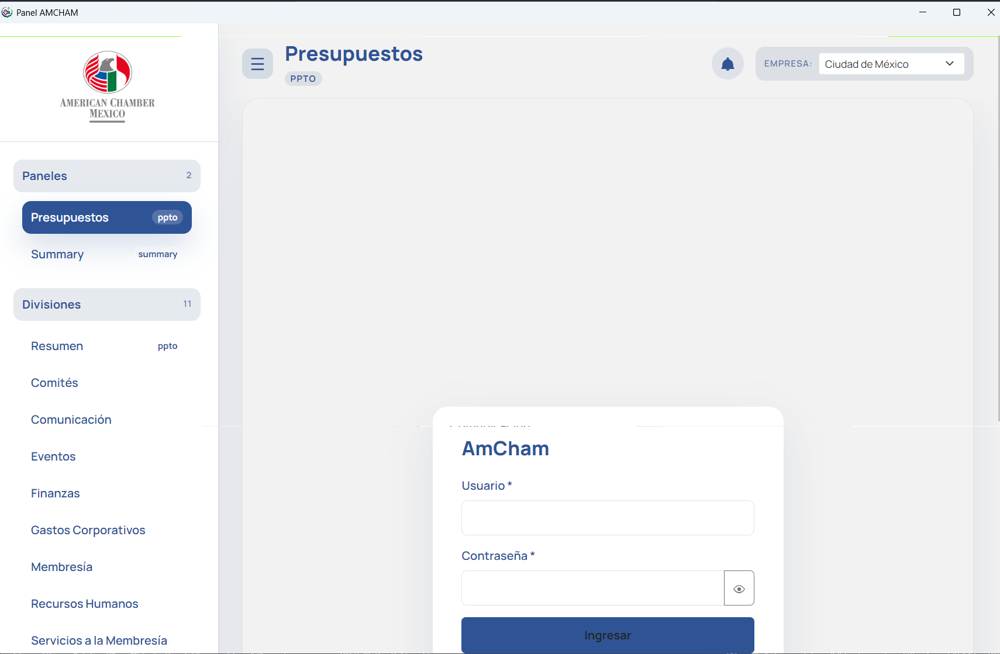 Panel AMCHAM
AMERICAN CHAMBER
MEXICO
Paneles 2
Presupuestos ppto
Summary summary
Divisiones 11
Resumen ppto
Comités
Comunicación
Eventos
Finanzas
Gastos Corporativos
Membresía
Recursos Humanos
Servicios a la Membresía
Presupuestos
PPTO
EMPRESA: Ciudad de México
AmCham
Usuario *
Contraseña *
Ingresar